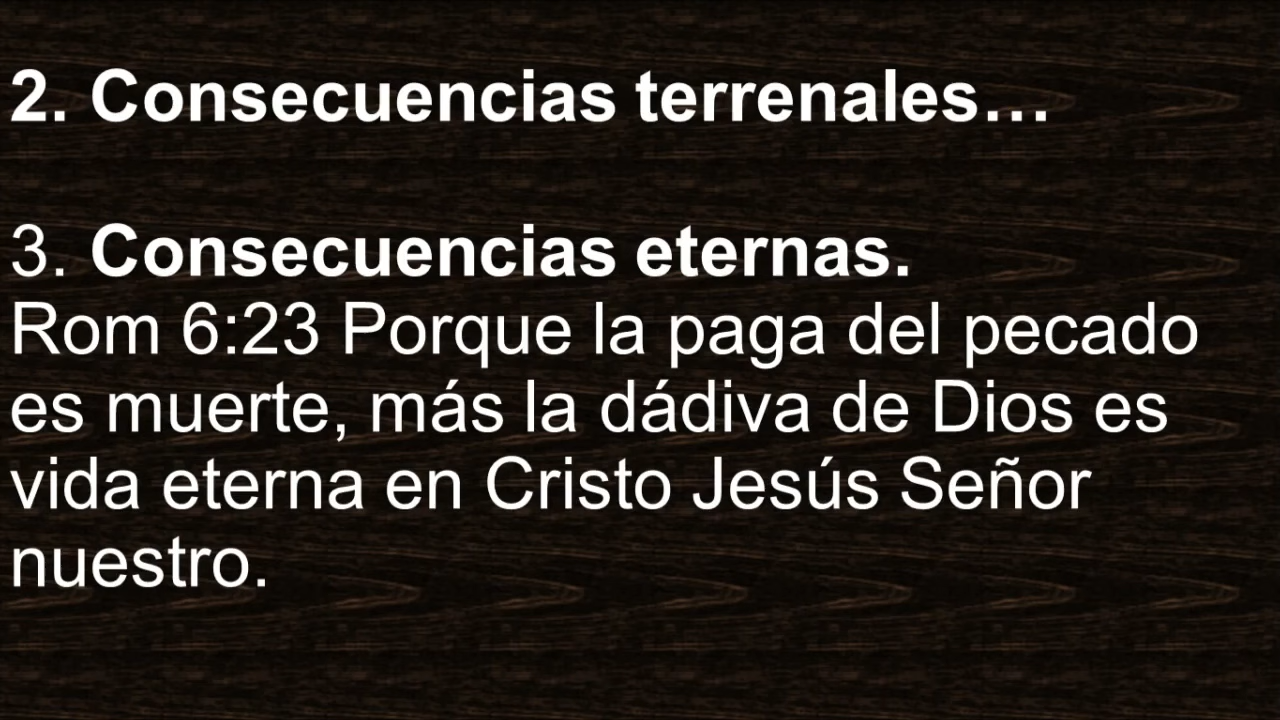 2. Consecuencias terrenales…
3. Consecuencias eternas.
Rom 6:23 Porque la paga del pecado
es muerte, más la dádiva de Dios es
vida eterna en Cristo Jesús Señor
nuestro.